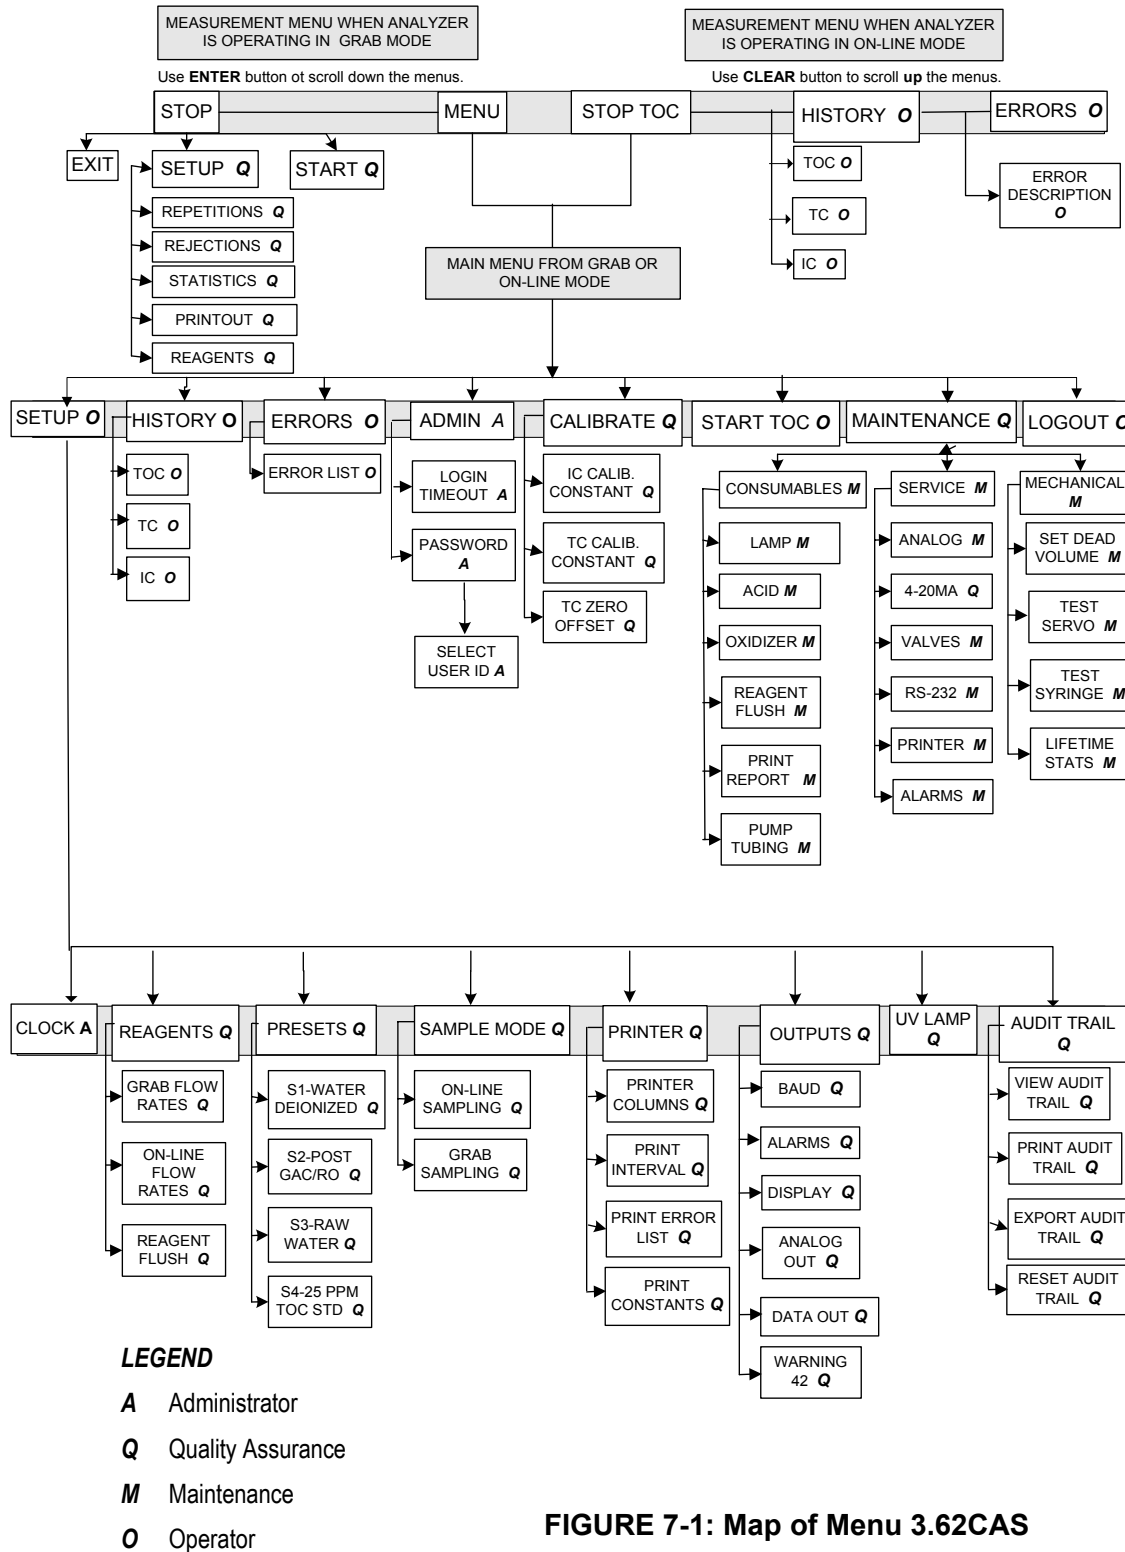 MEASUREMENT MENU WHEN ANALYZER
IS OPERATING IN GRAB MODE
MEASUREMENT MENU WHEN ANALYZER
IS OPERATING IN ON-LINE MODE
Use ENTER button ot scroll down the menus.
Use CLEAR button to scroll up the menus.
STOP
MENU
STOP TOC
HISTORY O
ERRORS O
EXIT
SETUP Q
START Q
REPETITIONS Q
REJECTIONS Q
STATISTICS Q
PRINTOUT Q
REAGENTS Q
TOC O
TC O
IC O
ERROR
DESCRIPTION
O
MAIN MENU FROM GRAB OR
ON-LINE MODE
SETUP O
HISTORY O
ERRORS O
ADMIN A
CALIBRATE Q
START TOC O
MAINTENANCE Q
LOGOUT O
TOC O
TC O
IC O
ERROR LIST O
LOGIN
TIMEOUT A
PASSWORD
A
SELECT
USER ID A
IC CALIB.
CONSTANT Q
TC CALIB.
CONSTANT Q
TC ZERO
OFFSET Q
CONSUMABLES M
LAMP M
ACID M
OXIDIZER M
REAGENT
FLUSH M
PRINT
REPORT M
PUMP
TUBING M
SERVICE M
ANALOG M
4-20MA Q
VALVES M
RS-232 M
PRINTER M
ALARMS M
MECHANICAL
M
SET DEAD
VOLUME M
TEST
SERVO M
TEST
SYRINGE M
LIFETIME
STATS M
CLOCK A
REAGENTS Q
PRESETS Q
SAMPLE MODE Q
PRINTER Q
OUTPUTS Q
UV LAMP
Q
AUDIT TRAIL
Q
GRAB FLOW
RATES Q
ON-LINE
FLOW
RATES Q
REAGENT
FLUSH Q
S1-WATER
DEIONIZED Q
S2-POST
GAC/RO Q
S3-RAW
WATER Q
S4-25 PPM
TOC STD Q
ON-LINE
SAMPLING Q
GRAB
SAMPLING Q
PRINTER
COLUMNS Q
PRINT
INTERVAL Q
PRINT ERROR
LIST Q
PRINT
CONSTANTS Q
BAUD Q
ALARMS Q
DISPLAY Q
ANALOG
OUT Q
DATA OUT Q
WARNING
42 Q
VIEW AUDIT
TRAIL Q
PRINT AUDIT
TRAIL Q
EXPORT AUDIT
TRAIL Q
RESET AUDIT
TRAIL Q
LEGEND
A Administrator
Q Quality Assurance
M Maintenance
O Operator
FIGURE 7-1: Map of Menu 3.62CAS